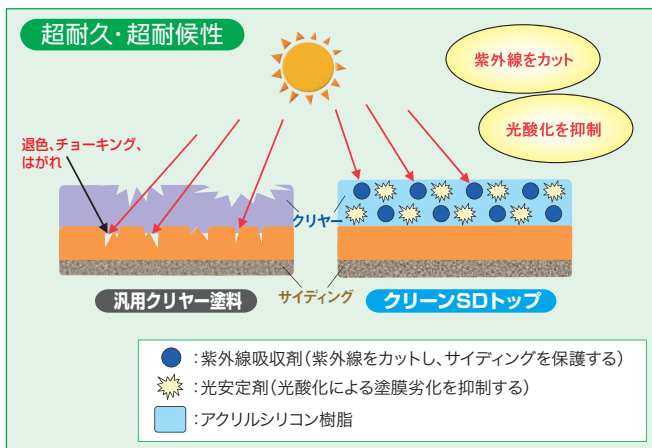 超耐久・超耐候性
紫外線をカット
光酸化を抑制
退色、チョーキング、
はがれ
クリヤー
サイディング
汎用クリヤー塗料
クリーンSDトップ
:紫外線吸収剤(紫外線をカットし、サイディングを保護する)
:光安定剤(光酸化による塗膜劣化を抑制する)
:アクリルシリコン樹脂